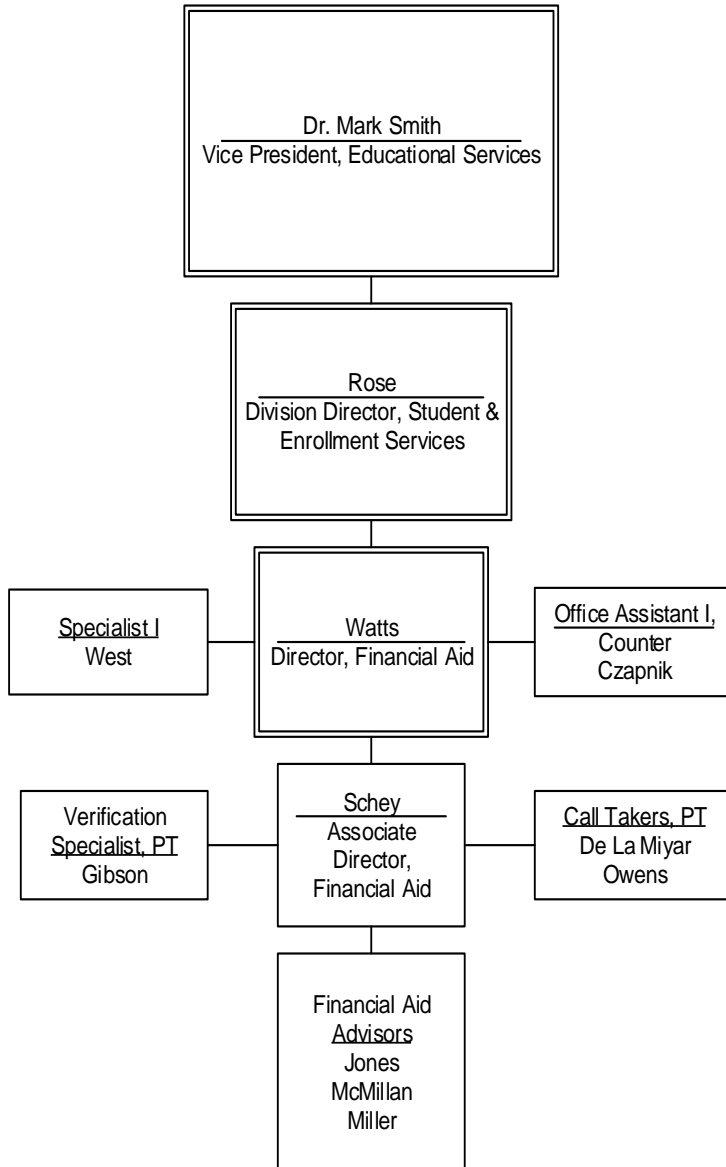 Dr. Mark Smith
Vice President, Educational Services
Rose
Division Director, Student &
Enrollment Services
Specialist I
West
Watts
Director, Financial Aid
Office Assistant I,
Counter
Czapnik
Verification
Specialist, PT
Gibson
Schey
Associate
Director,
Financial Aid
Call Takers, PT
De La Miyar
Owens
Financial Aid
Advisors
Jones
McMillan
Miller